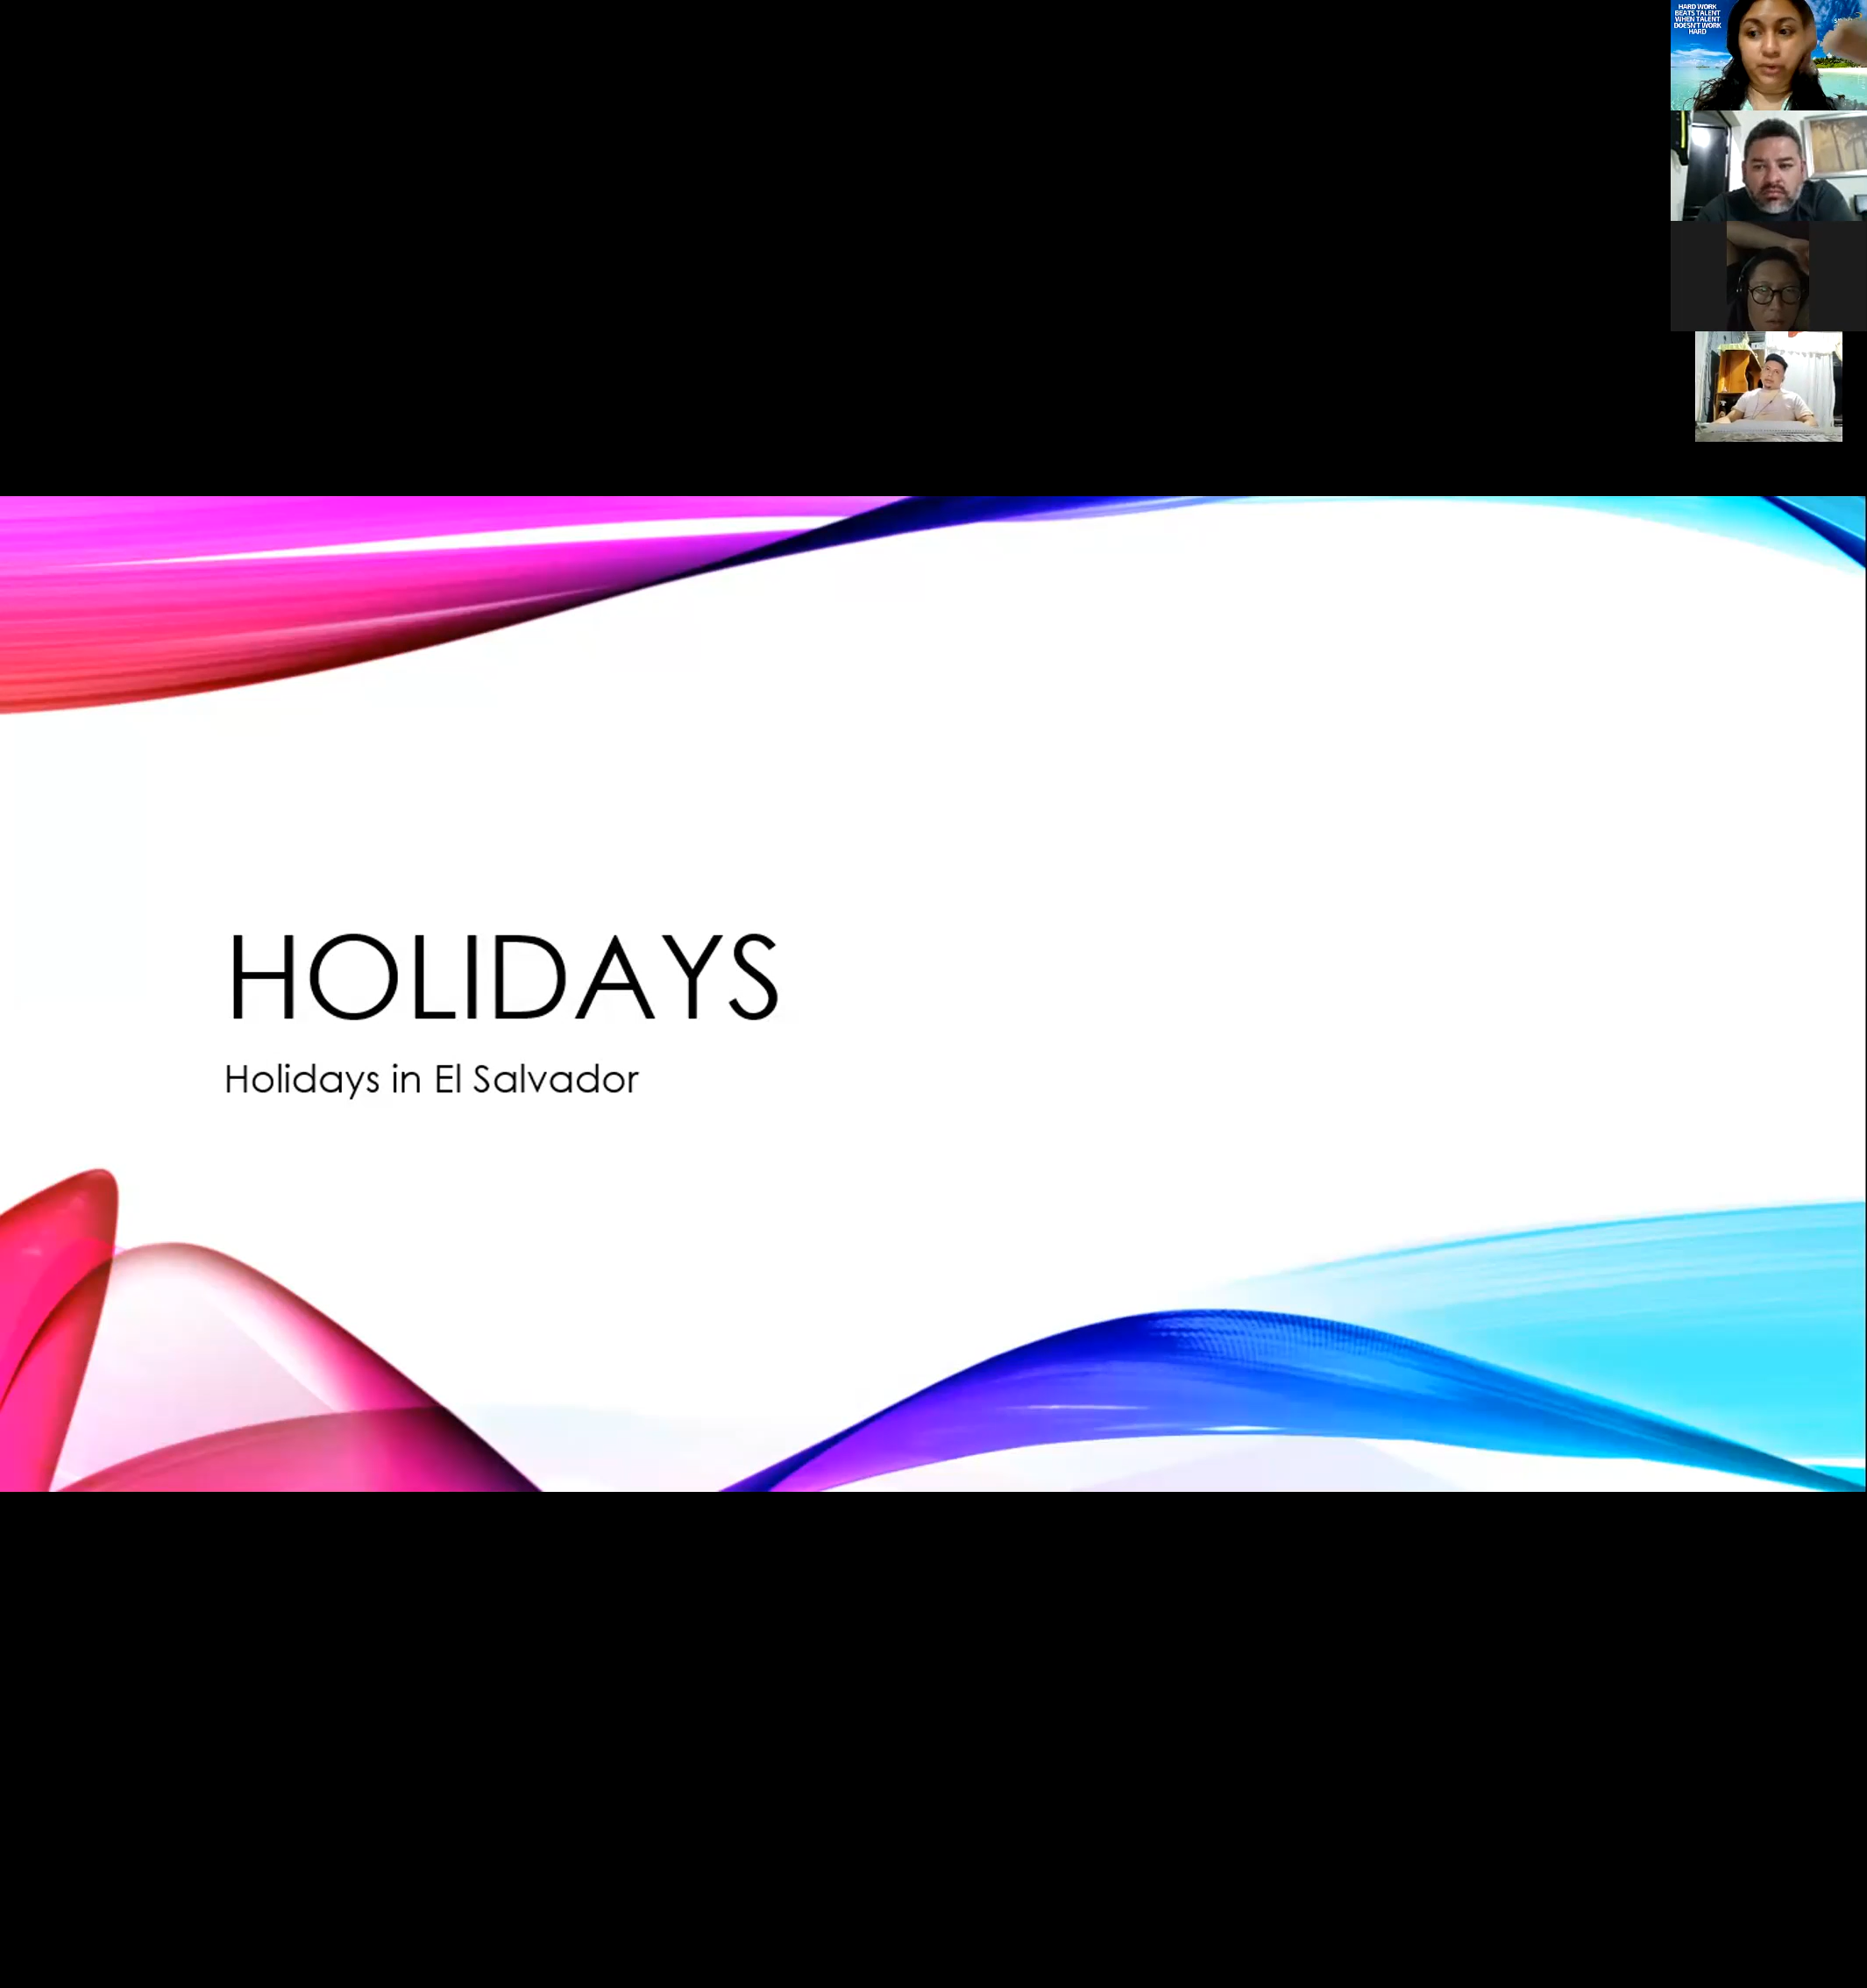 HARD WORK
BEATS TALENT
WHEN TALENT
DOESN'T WORK
HARD
HOLIDAYS
Holidays in El Salvador